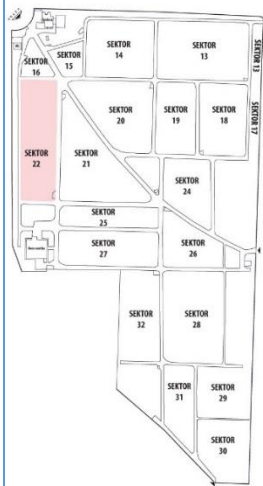 SEKTOR
14
SEKTOR
13
SEKTOR 13
SEKTOR
16
SEKTOR
15
SEKTOR
20
SEKTOR
19
SEKTOR
18
SEKTOR 17
SEKTOR
22
SEKTOR
21
SEKTOR
24
SEKTOR
25
SEKTOR
27
SEKTOR
26
SEKTOR
32
SEKTOR
28
SEKTOR
31
SEKTOR
29
SEKTOR
30